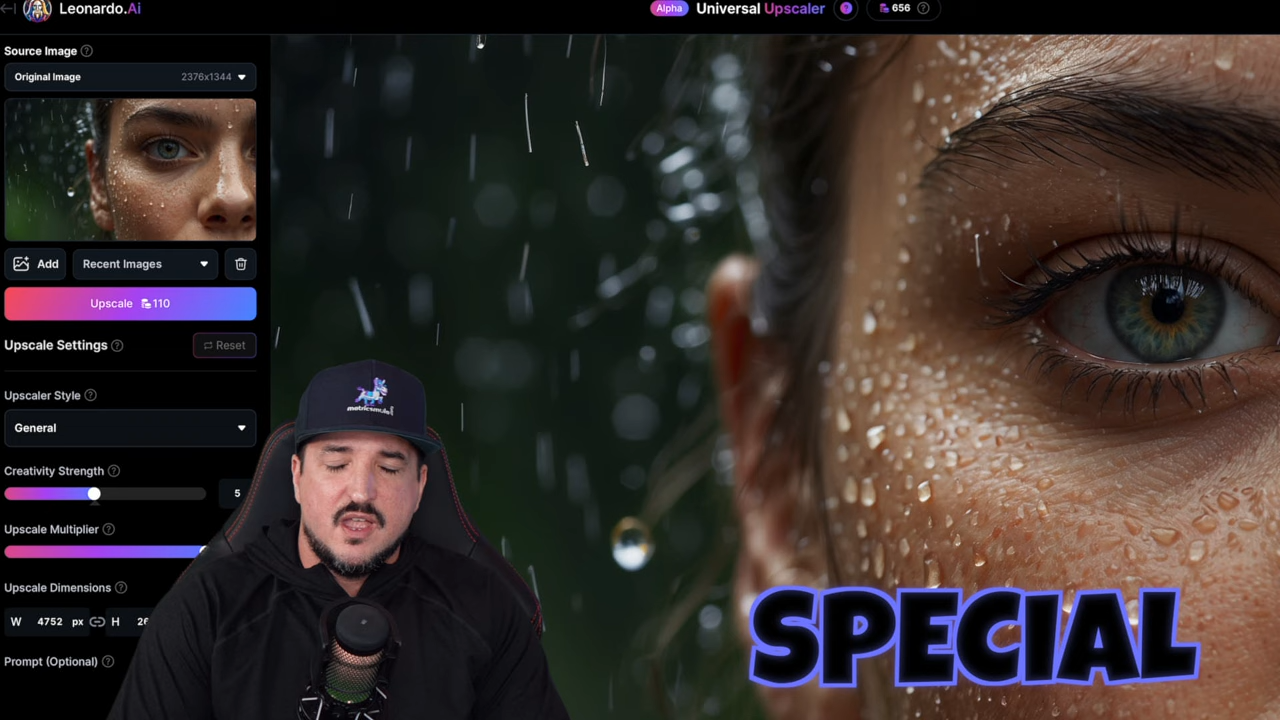 Leonardo.Ai
Alpha Universal Upscaler ? 656 ?
Source Image ?
Original Image 2376x1344
Add Recent Images
Upscale 110
Upscale Settings ? Reset
Upscaler Style ?
General
Creativity Strength ?
5
Upscale Multiplier ?
Upscale Dimensions ?
W 4752 px H 26
Prompt (Optional) ?
SPECIAL